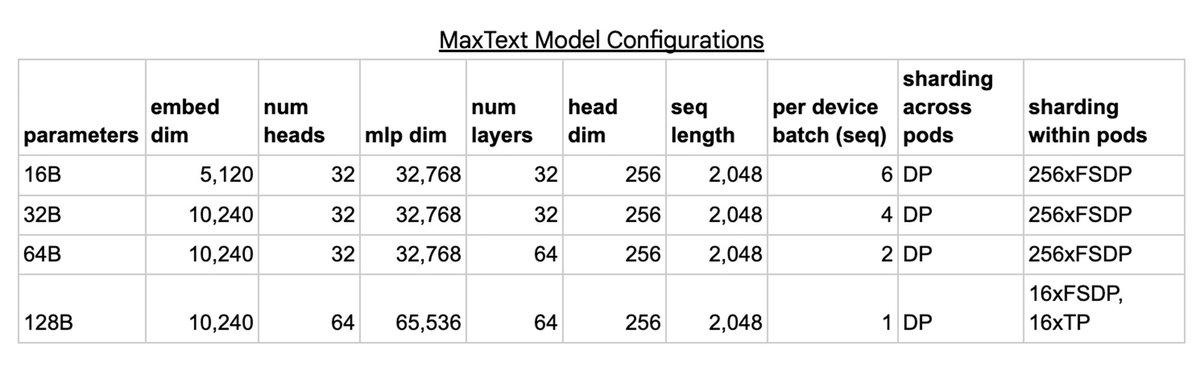 MaxText Model Configurations
parameters embed dim num heads mlp dim num layers head dim seq length per device batch (seq) sharding across pods sharding within pods
16B 5,120 32 32,768 32 256 2,048 6 DP 256xFSDP
32B 10,240 32 32,768 32 256 2,048 4 DP 256xFSDP
64B 10,240 32 32,768 64 256 2,048 2 DP 256xFSDP
128B 10,240 64 65,536 64 256 2,048 1 DP 16xFSDP, 16xTP